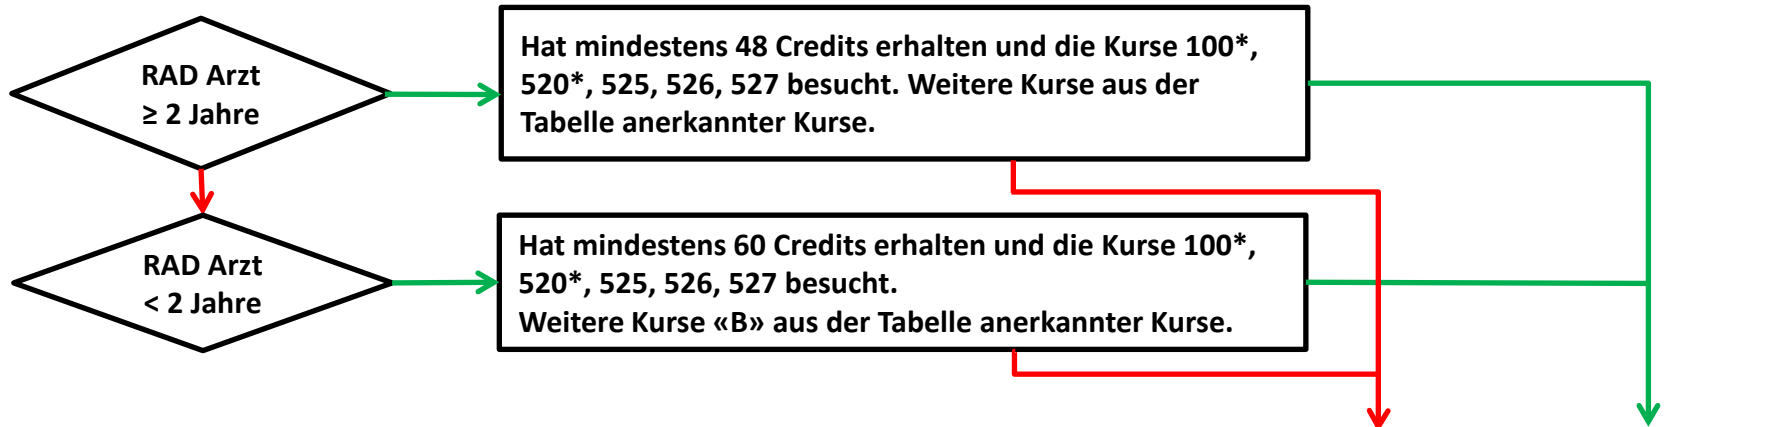 RAD Arzt
≥ 2 Jahre
Hat mindestens 48 Credits erhalten und die Kurse 100*,
520*, 525, 526, 527 besucht. Weitere Kurse aus der
Tabelle anerkannter Kurse.
RAD Arzt
< 2 Jahre
Hat mindestens 60 Credits erhalten und die Kurse 100*,
520*, 525, 526, 527 besucht.
Weitere Kurse «B» aus der Tabelle anerkannter Kurse.